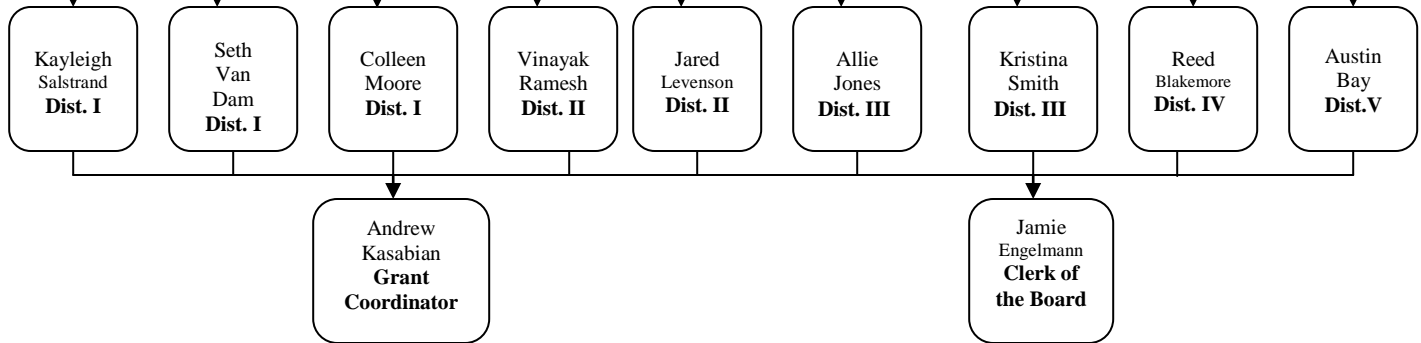 Kayleigh
Salstrand
Dist. I
Seth
Van
Dam
Dist. I
Colleen
Moore
Dist. I
Vinayak
Ramesh
Dist. II
Jared
Levenson
Dist. II
Allie
Jones
Dist. III
Kristina
Smith
Dist. III
Reed
Blakemore
Dist. IV
Austin
Bay
Dist.V
Andrew
Kasabian
Grant
Coordinator
Jamie
Engelmann
Clerk of
the Board